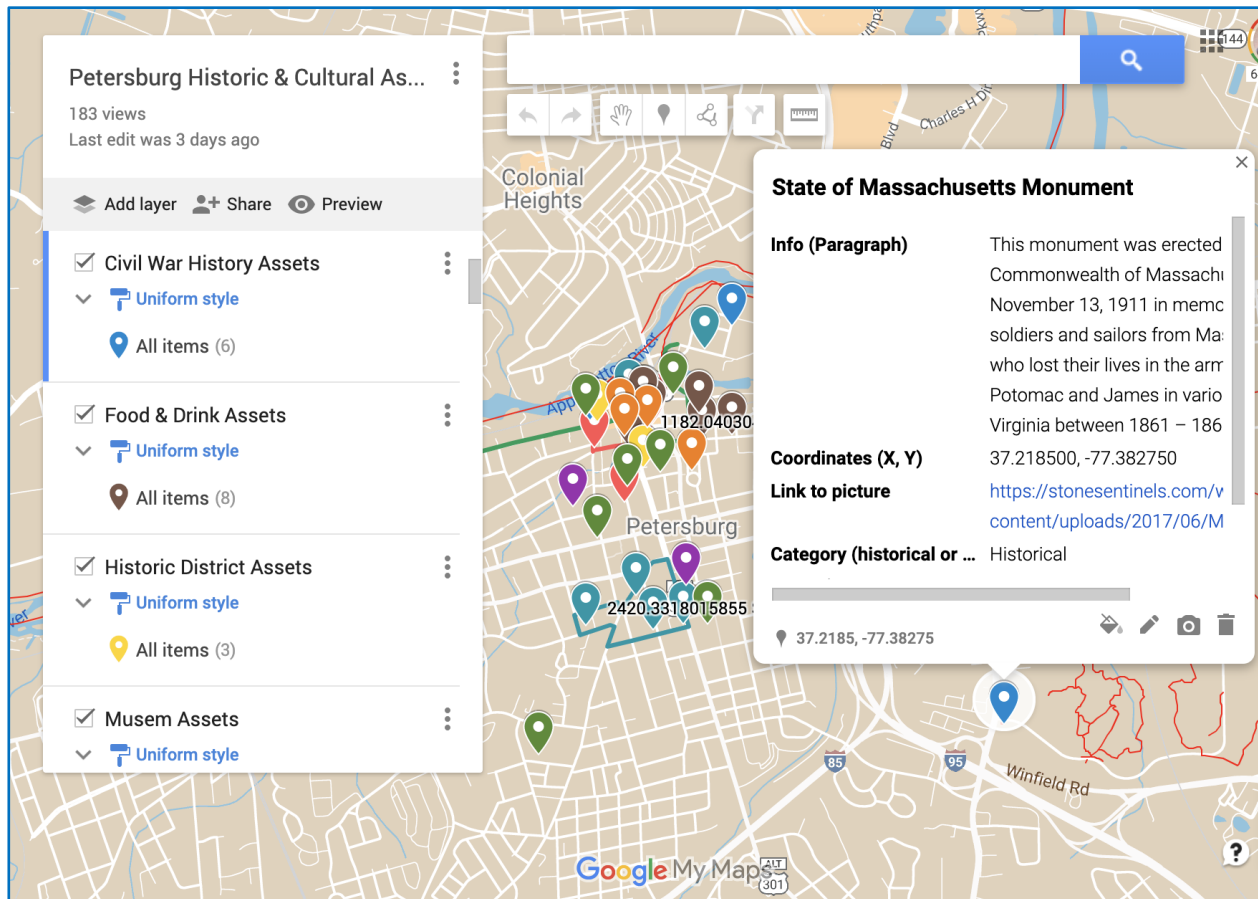 Petersburg Historic & Cultural As...
183 views
Last edit was 3 days ago
Add layer
Share
Preview
Civil War History Assets
Uniform style
All items (6)
Food & Drink Assets
Uniform style
All items (8)
Historic District Assets
Uniform style
All items (3)
Musem Assets
Uniform style
144
Blvd
Charles H Di
Colonial
Heights
State of Massachusetts Monument
Info (Paragraph)
This monument was erected
Commonwealth of Massachu
November 13, 1911 in memo
soldiers and sailors from Ma
who lost their lives in the arm
Potomac and James in vario
Virginia between 1861 – 186
Coordinates (X, Y)
37.218500, -77.382750
Link to picture
https://stonesentinels.com/w
content/uploads/2017/06/M
Category (historical or ...
Historical
37.2185, -77.38275
River
1182.04030
Petersburg
2420.3318015855
85
95
Winfield Rd
Google My Maps
ALT
301
?